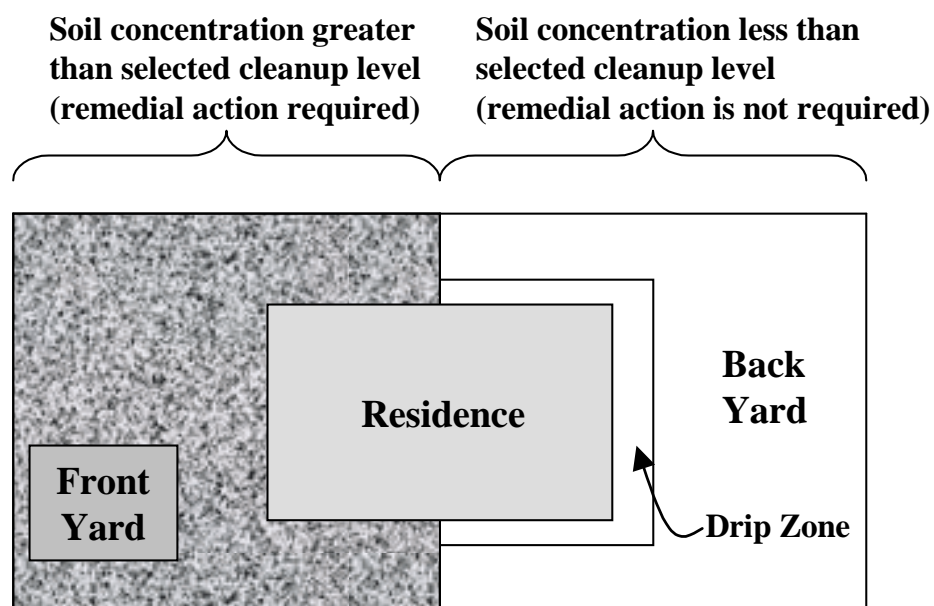 Soil concentration greater
than selected cleanup level
(remedial action required)
Soil concentration less than
selected cleanup level
(remedial action is not required)
Residence
Back
Yard
Front
Yard
Drip Zone